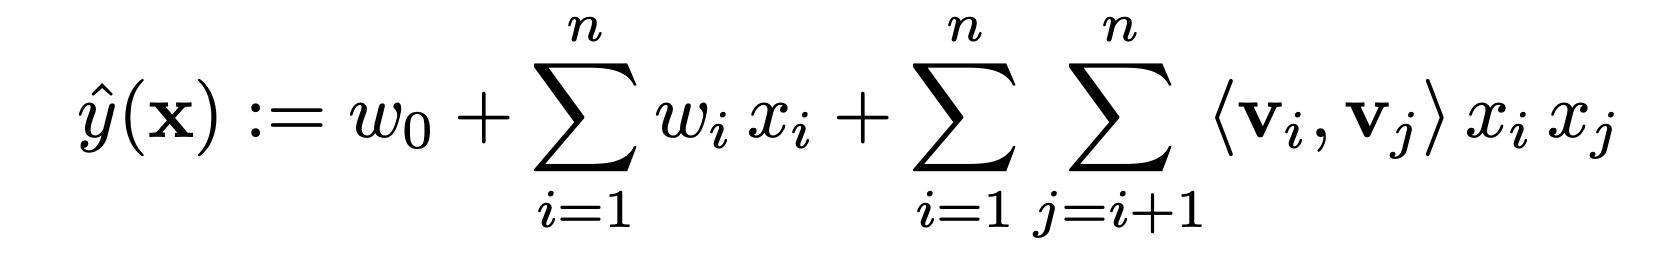 ŷ(𝐱) := w₀ + ∑ᵢ₌₁ⁿ wᵢ xᵢ + ∑ᵢ₌₁ⁿ ∑ⱼ₌ᵢ₊₁ⁿ ⟨𝐯ᵢ, 𝐯ⱼ⟩ xᵢ xⱼ